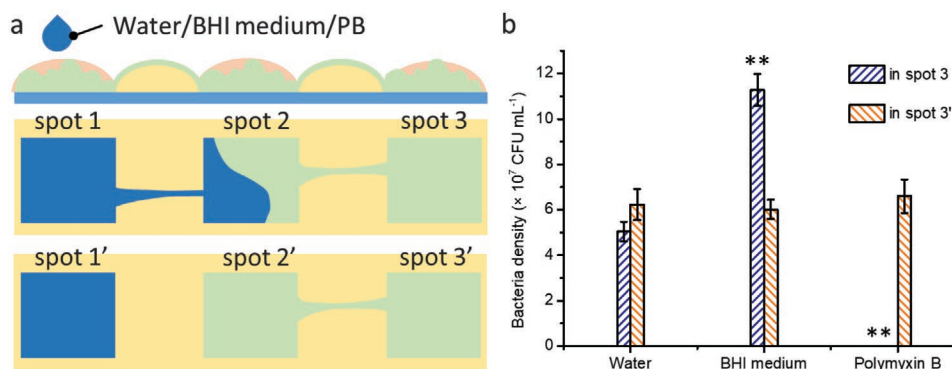 a
Water/BHI medium/PB
spot 1 spot 2 spot 3
spot 1’ spot 2’ spot 3’
b
Bacteria density (× 10⁷ CFU mL⁻¹)
12
10
8
6
4
2
0
**
**
in spot 3
in spot 3'
Water BHI medium Polymyxin B